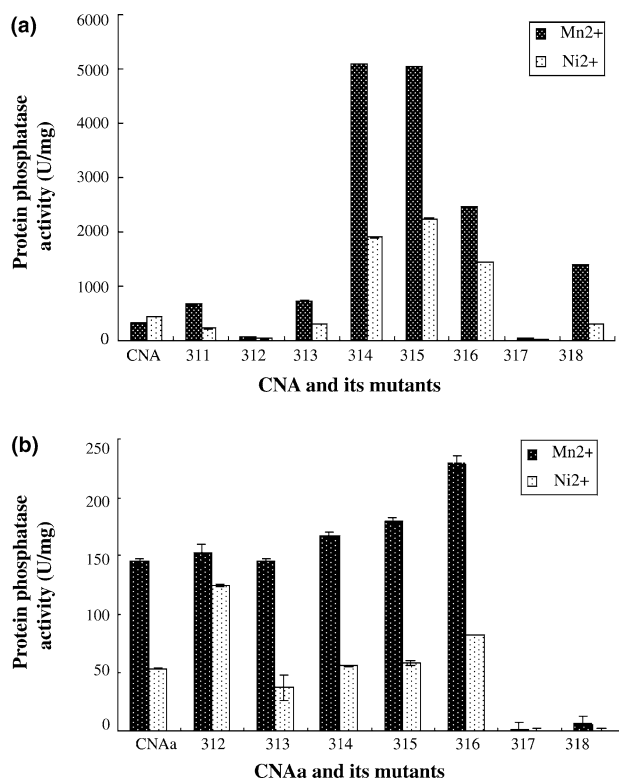 (a)
6000
5000
4000
3000
2000
1000
0
Protein phosphatase
activity (U/mg)
Mn2+
Ni2+
CNA 311 312 313 314 315 316 317 318
CNA and its mutants
(b)
250
200
150
100
50
0
Protein phosphatase
activity (U/mg)
Mn2+
Ni2+
CNAa 312 313 314 315 316 317 318
CNAa and its mutants